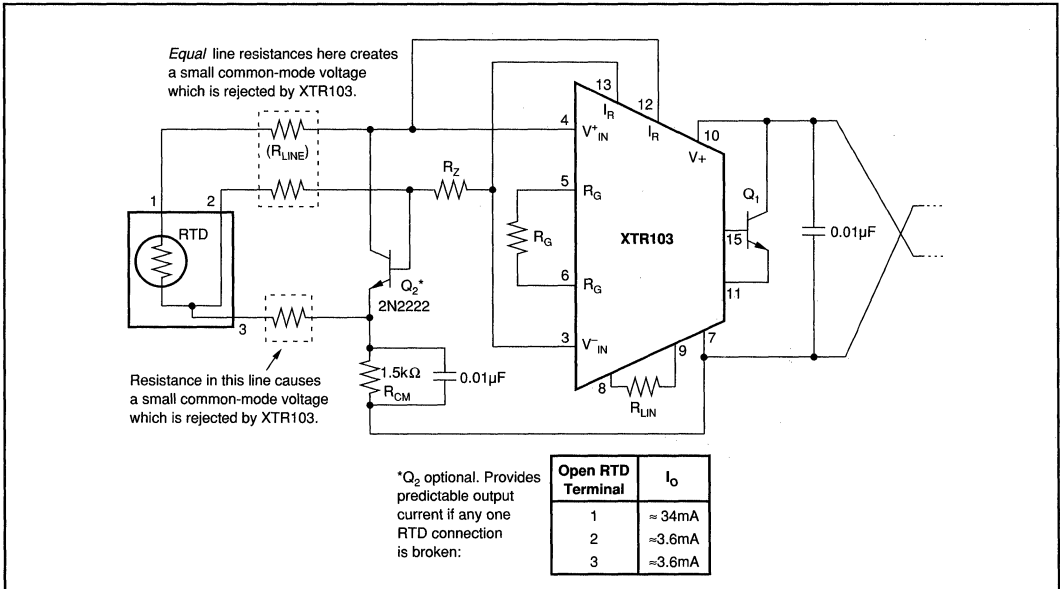 Equal line resistances here creates
a small common-mode voltage
which is rejected by XTR103.
13
12
I_R
I_R
4
V⁺_IN
10
V+
(R_LINE)
R_Z
5
R_G
1
2
Q_1
RTD
R_G
XTR103
15
0.01µF
6
R_G
Q_2*
2N2222
11
3
3
V⁻_IN
7
9
8
1.5kΩ
0.01µF
R_CM
R_LIN
Resistance in this line causes
a small common-mode voltage
which is rejected by XTR103.
*Q_2 optional. Provides
predictable output
current if any one
RTD connection
is broken:
Open RTD Terminal I_O
1 ≈ 34mA
2 ≈3.6mA
3 ≈3.6mA